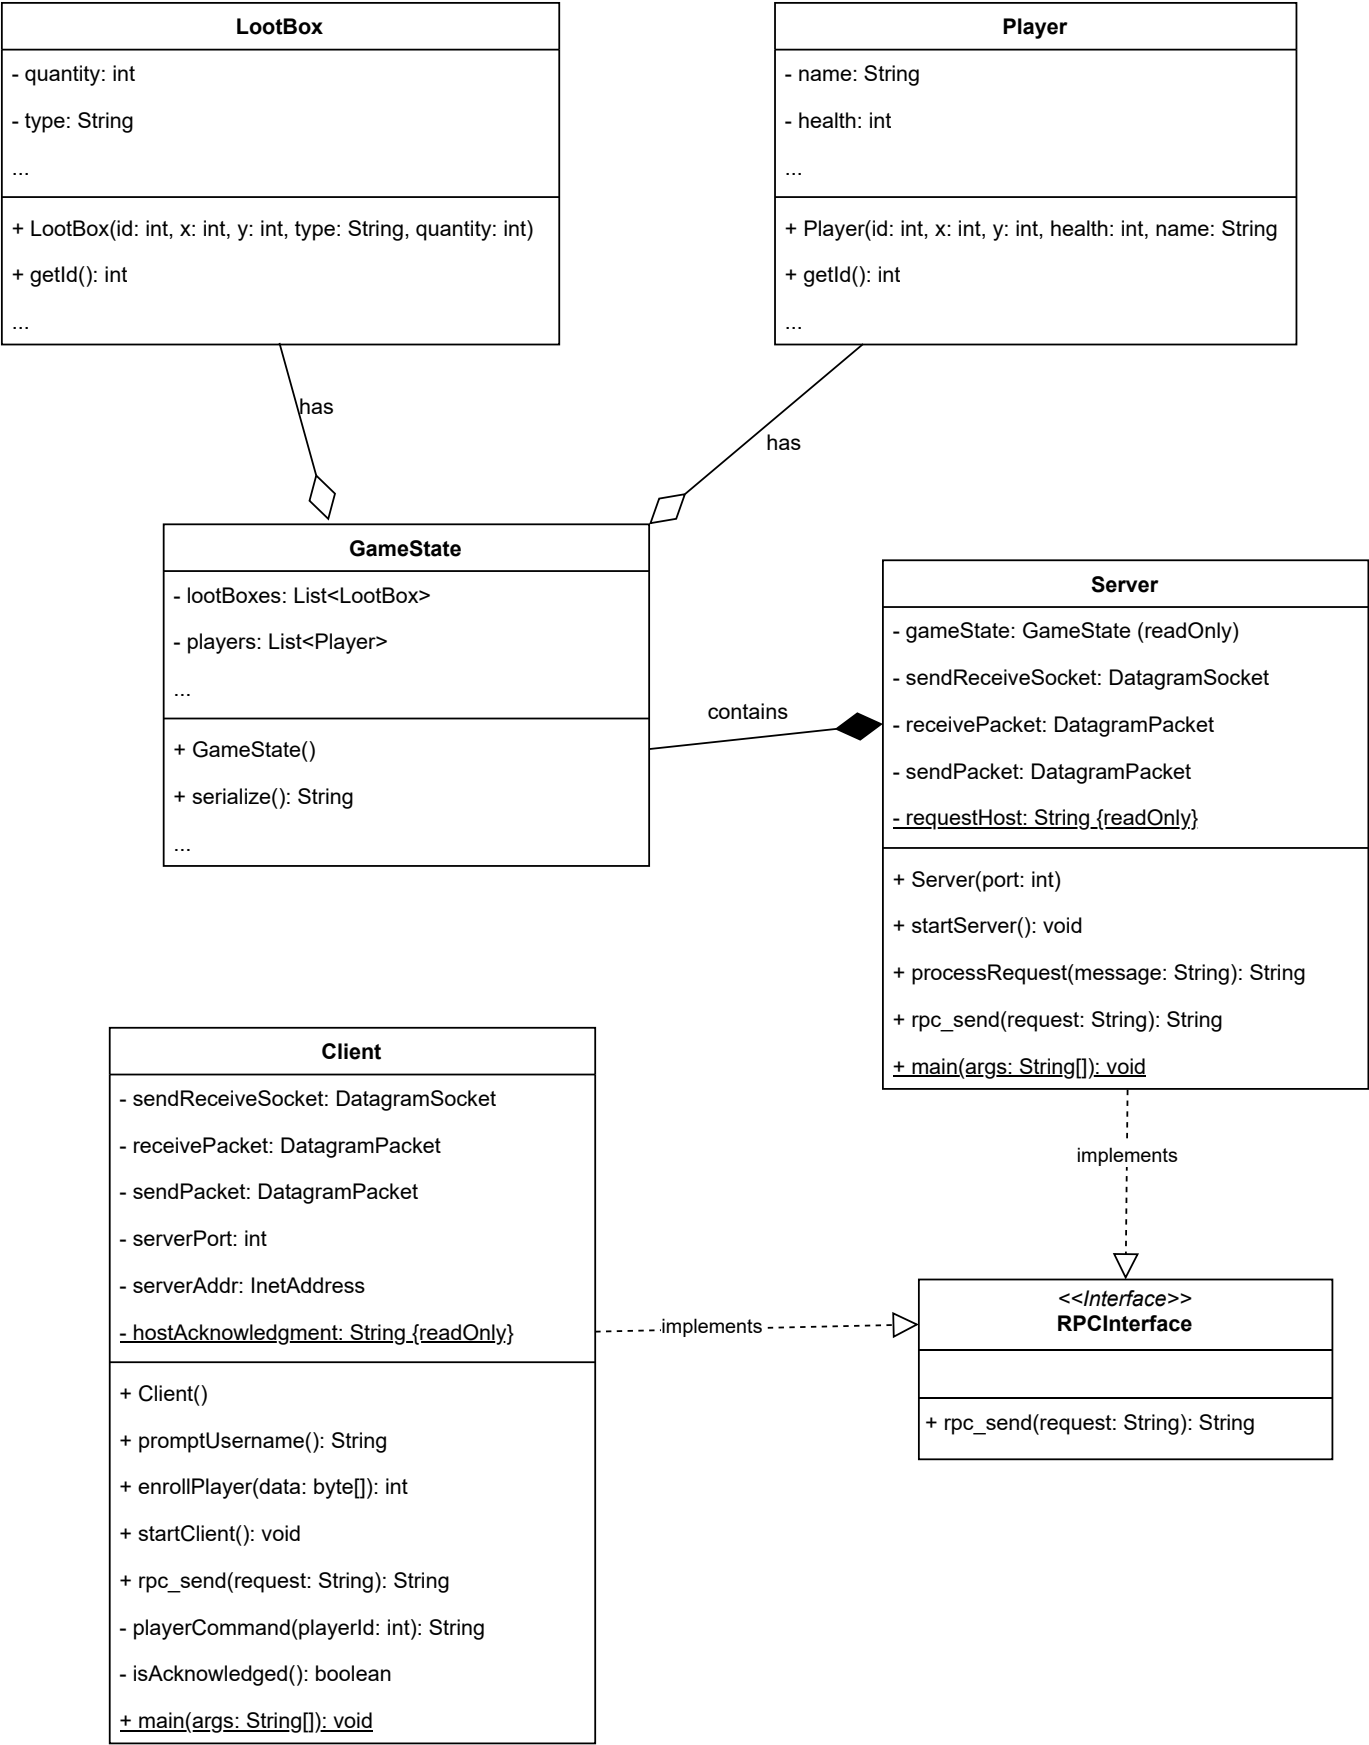 LootBox
- quantity: int
- type: String
...
+ LootBox(id: int, x: int, y: int, type: String, quantity: int)
+ getId(): int
...
Player
- name: String
- health: int
...
+ Player(id: int, x: int, y: int, health: int, name: String
+ getId(): int
...
has
has
GameState
- lootBoxes: List<LootBox>
- players: List<Player>
...
+ GameState()
+ serialize(): String
...
contains
Server
- gameState: GameState (readOnly)
- sendReceiveSocket: DatagramSocket
- receivePacket: DatagramPacket
- sendPacket: DatagramPacket
- requestHost: String {readOnly}
+ Server(port: int)
+ startServer(): void
+ processRequest(message: String): String
+ rpc_send(request: String): String
+ main(args: String[]): void
implements
Client
- sendReceiveSocket: DatagramSocket
- receivePacket: DatagramPacket
- sendPacket: DatagramPacket
- serverPort: int
- serverAddr: InetAddress
- hostAcknowledgment: String {readOnly}
+ Client()
+ promptUsername(): String
+ enrollPlayer(data: byte[]): int
+ startClient(): void
+ rpc_send(request: String): String
- playerCommand(playerId: int): String
- isAcknowledged(): boolean
+ main(args: String[]): void
implements
<<Interface>>
RPCInterface
+ rpc_send(request: String): String